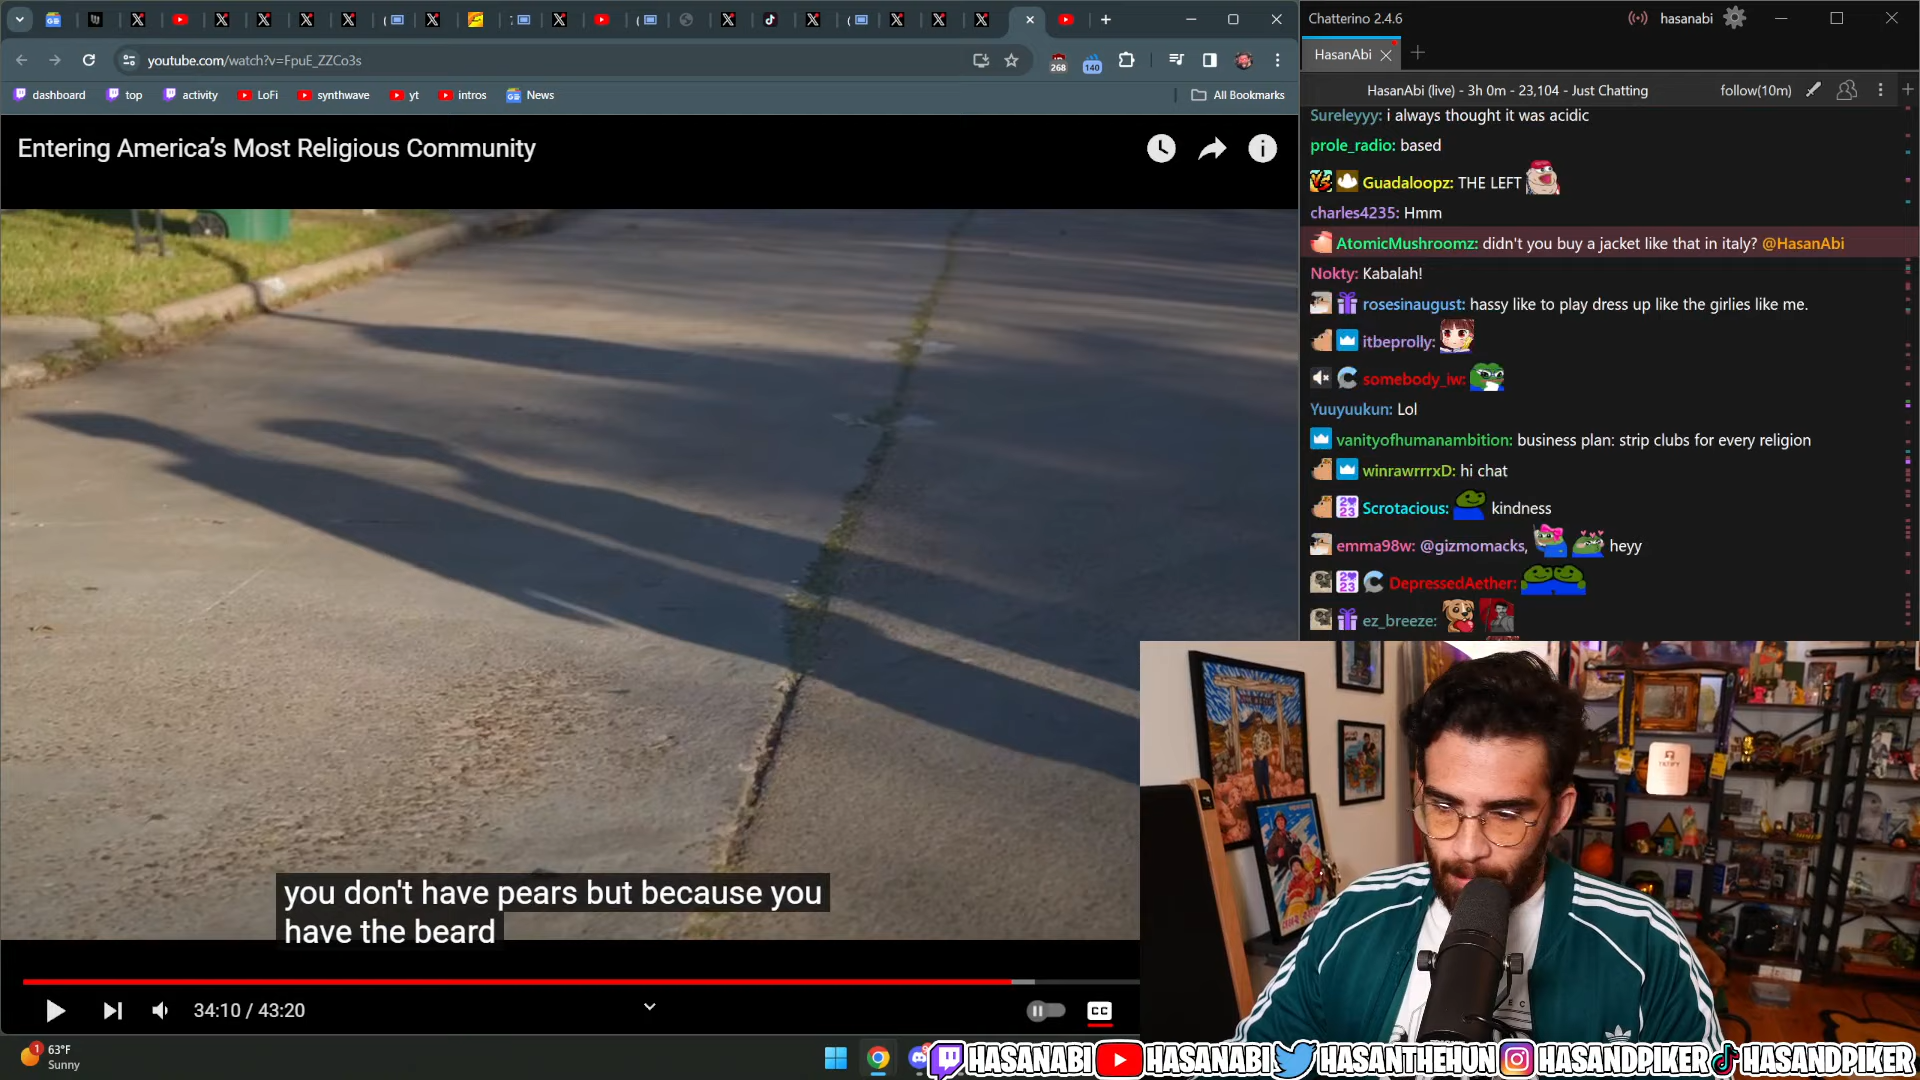 youtube.com/watch?v=FpuE_ZZCo3s
268
140
dashboard
top
activity
LoFi
synthwave
yt
intros
News
All Bookmarks
Entering America's Most Religious Community
you don't have pears but because you
have the beard
34:10 / 43:20
CC
1
63°F
Sunny
Chatterino 2.4.6
hasanabi
HasanAbi
HasanAbi (live) - 3h 0m - 23,104 - Just Chatting
follow(10m)
Sureleyyy: i always thought it was acidic
prole_radio: based
Guadaloopz: THE LEFT
charles4235: Hmm
AtomicMushroomz: didn't you buy a jacket like that in italy? @HasanAbi
Nokty: Kabalah!
rosesinaugust: hassy like to play dress up like the girlies like me.
itbeprolly:
somebody_iw:
Yuuyuukun: Lol
vanityofhumanambition: business plan: strip clubs for every religion
winrawrrrxD: hi chat
Scrotacious: kindness
emma98w: @gizmomacks, heyy
DepressedAether:
ez_breeze:
HASANABI HASANABI HASANTHEHUN HASANDPIKER HASANDPIKER